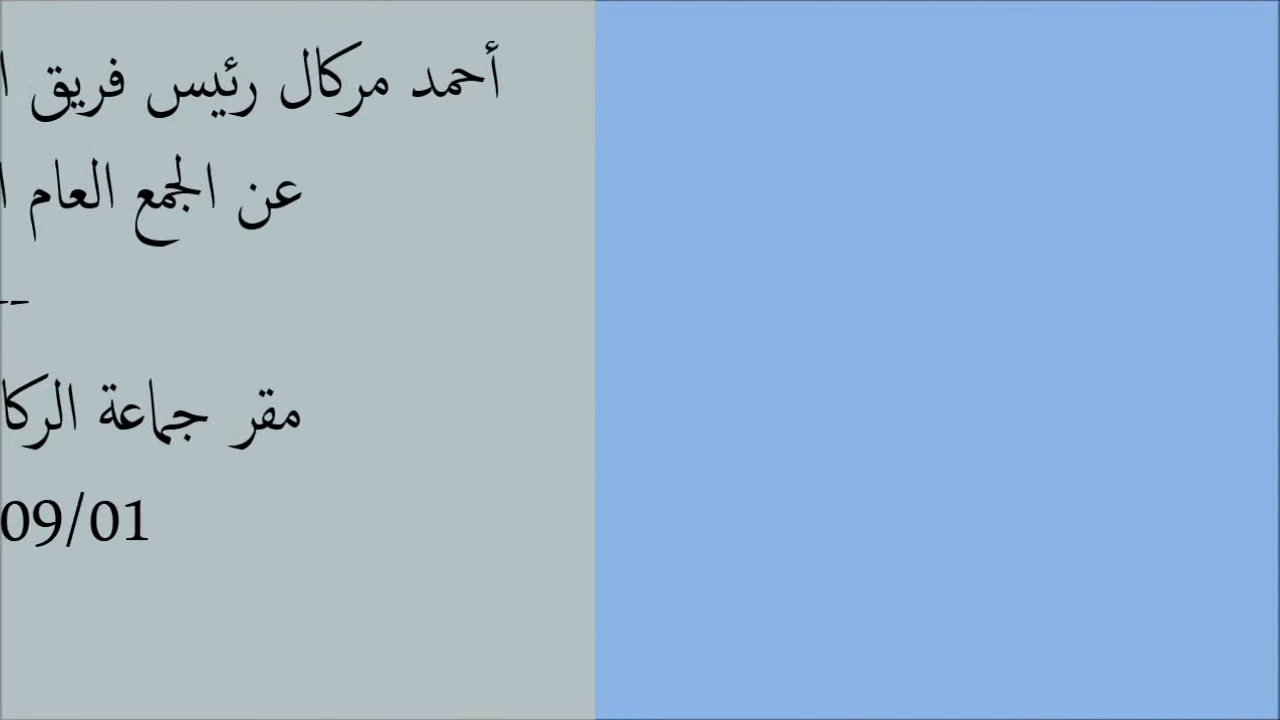 أحمد مركال رئيس فريق
عن الجمع العام
--
مقر جماعة
09/01